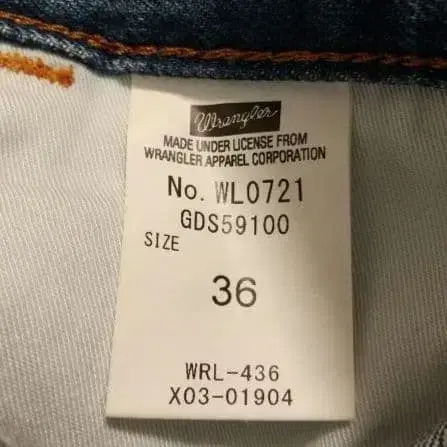 Wrangler
MADE UNDER LICENSE FROM
WRANGLER APPAREL CORPORATION
No. WL0721
GDS59100
SIZE
36
WRL-436
X03-01904